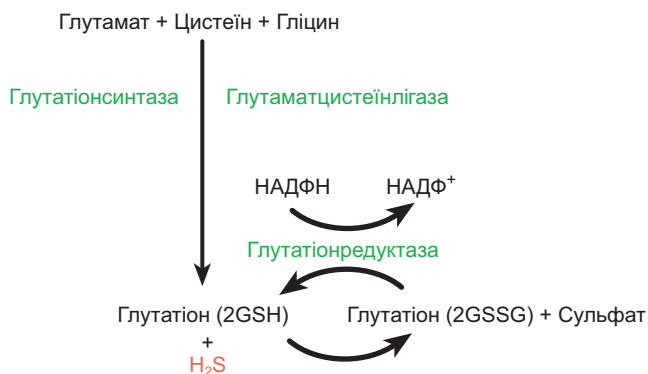 Глутамат + Цистеїн + Гліцин
Глутатіонсинтаза Глутаматцистеїнлігаза
НАДФН НАДФ⁺
Глутатіонредуктаза
Глутатіон (2GSH) Глутатіон (2GSSG) + Сульфат
+
H₂S